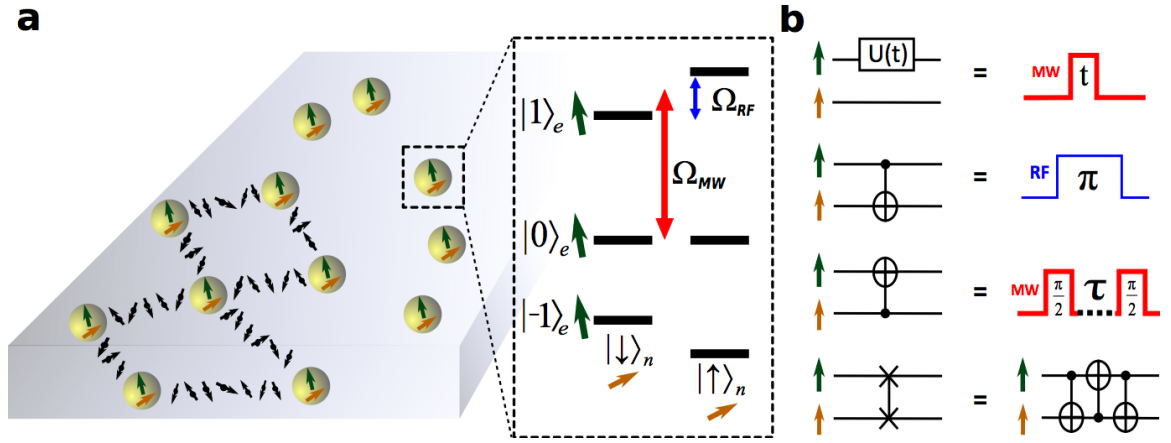 a
|1⟩e
ΩRF
ΩMW
|0⟩e
|-1⟩e
|↓⟩n
|↑⟩n
b
U(t)
=
MW
t
=
RF
π
=
MW
π/2
τ
π/2
=